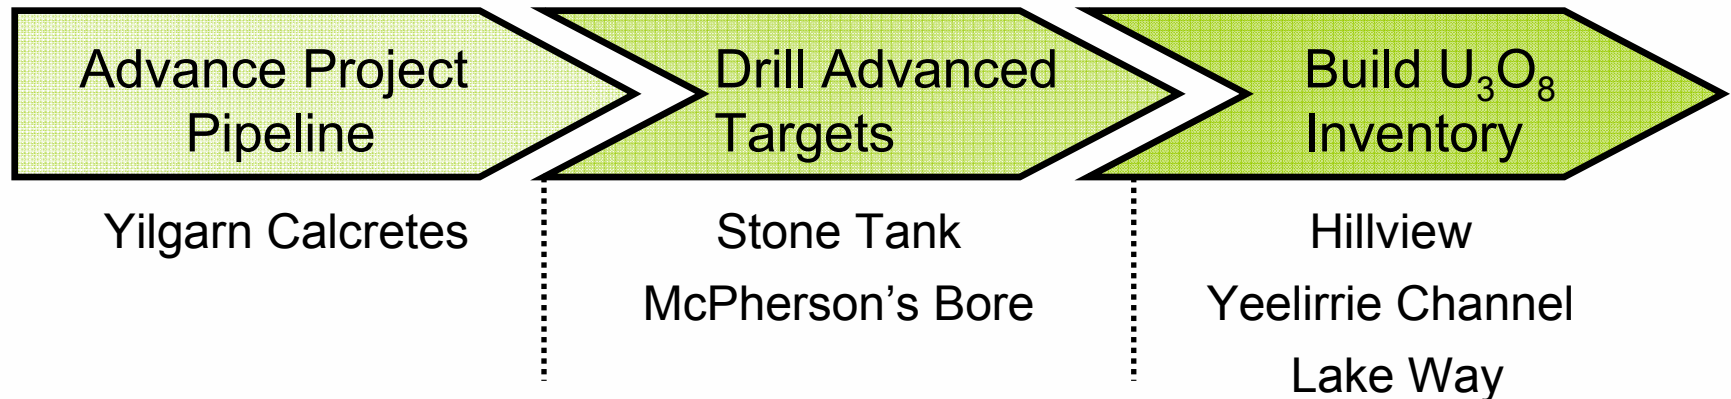 Advance Project
Pipeline
Drill Advanced
Targets
Build U₃O₈
Inventory
Yilgarn Calcretes
Stone Tank
McPherson’s Bore
Hillview
Yeelirrie Channel
Lake Way